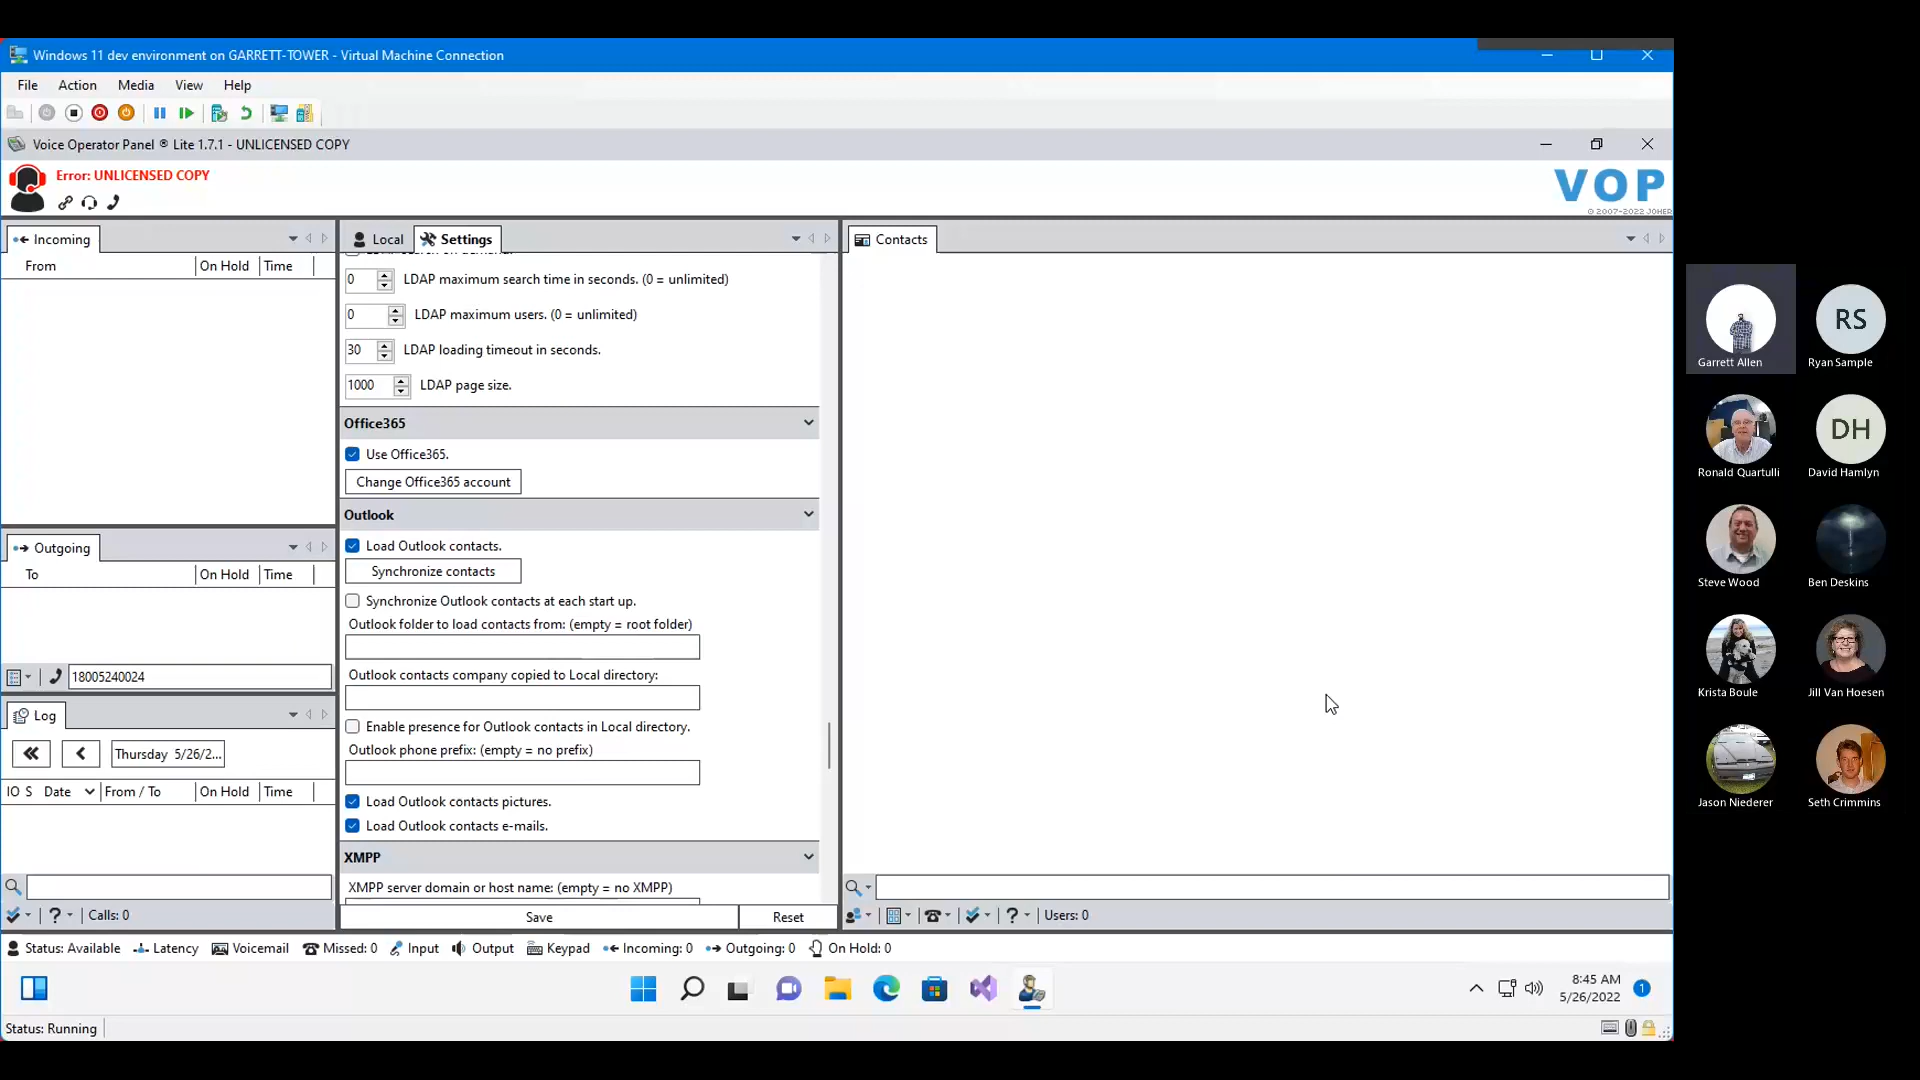 Windows 11 dev environment on GARRETT-TOWER - Virtual Machine Connection
File Action Media View Help
Voice Operator Panel ® Lite 1.7.1 - UNLICENSED COPY
Error: UNLICENSED COPY
VOP
© 2007-2022 JOHER
Incoming
From On Hold Time
Outgoing
To On Hold Time
18005240024
Log
Thursday 5/26/2...
IO S Date From / To On Hold Time
? Calls: 0
Local Settings
0 LDAP maximum search time in seconds. (0 = unlimited)
0 LDAP maximum users. (0 = unlimited)
30 LDAP loading timeout in seconds.
1000 LDAP page size.
Office365
Use Office365.
Change Office365 account
Outlook
Load Outlook contacts.
Synchronize contacts
Synchronize Outlook contacts at each start up.
Outlook folder to load contacts from: (empty = root folder)
Outlook contacts company copied to Local directory:
Enable presence for Outlook contacts in Local directory.
Outlook phone prefix: (empty = no prefix)
Load Outlook contacts pictures.
Load Outlook contacts e-mails.
XMPP
XMPP server domain or host name: (empty = no XMPP)
Save Reset
Contacts
? Users: 0
Status: Available Latency Voicemail Missed: 0 Input Output Keypad Incoming: 0 Outgoing: 0 On Hold: 0
8:45 AM
5/26/2022
1
Status: Running
Garrett Allen
RS
Ryan Sample
Ronald Quartulli
DH
David Hamlyn
Steve Wood
Ben Deskins
Krista Boule
Jill Van Hoesen
Jason Niederer
Seth Crimmins